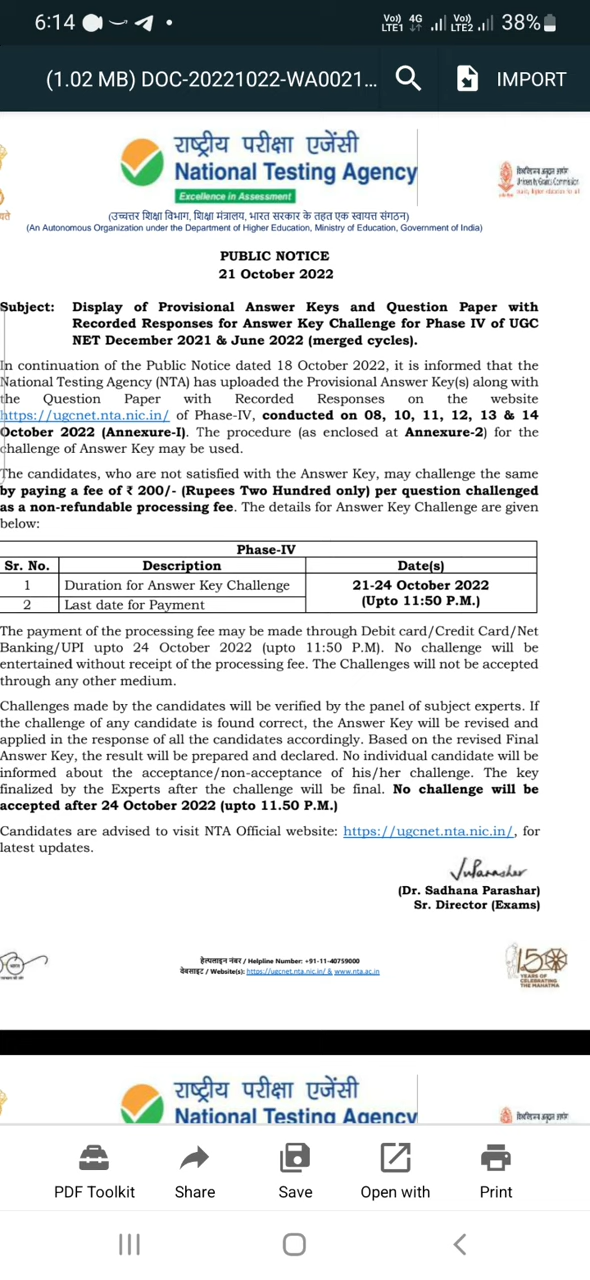 6:14
Vo)) 4G Vo))
LTE1 LTE2 38%
(1.02 MB) DOC-20221022-WA0021... IMPORT
राष्ट्रीय परीक्षा एजेंसी
National Testing Agency
Excellence in Assessment
(उच्चत्तर शिक्षा विभाग, शिक्षा मंत्रालय, भारत सरकार के तहत एक स्वायत्त संगठन)
(An Autonomous Organization under the Department of Higher Education, Ministry of Education, Government of India)
PUBLIC NOTICE
21 October 2022
Subject: Display of Provisional Answer Keys and Question Paper with
Recorded Responses for Answer Key Challenge for Phase IV of UGC
NET December 2021 & June 2022 (merged cycles).
In continuation of the Public Notice dated 18 October 2022, it is informed that the
National Testing Agency (NTA) has uploaded the Provisional Answer Key(s) along with
the Question Paper with Recorded Responses on the website
https://ugcnet.nta.nic.in/ of Phase-IV, conducted on 08, 10, 11, 12, 13 & 14
October 2022 (Annexure-I). The procedure (as enclosed at Annexure-2) for the
challenge of Answer Key may be used.
The candidates, who are not satisfied with the Answer Key, may challenge the same
by paying a fee of ₹ 200/- (Rupees Two Hundred only) per question challenged
as a non-refundable processing fee. The details for Answer Key Challenge are given
below:
Phase-IV
Sr. No. Description Date(s)
1 Duration for Answer Key Challenge 21-24 October 2022
2 Last date for Payment (Upto 11:50 P.M.)
The payment of the processing fee may be made through Debit card/Credit Card/Net
Banking/UPI upto 24 October 2022 (upto 11:50 P.M). No challenge will be
entertained without receipt of the processing fee. The Challenges will not be accepted
through any other medium.
Challenges made by the candidates will be verified by the panel of subject experts. If
the challenge of any candidate is found correct, the Answer Key will be revised and
applied in the response of all the candidates accordingly. Based on the revised Final
Answer Key, the result will be prepared and declared. No individual candidate will be
informed about the acceptance/non-acceptance of his/her challenge. The key
finalized by the Experts after the challenge will be final. No challenge will be
accepted after 24 October 2022 (upto 11.50 P.M.)
Candidates are advised to visit NTA Official website: https://ugcnet.nta.nic.in/, for
latest updates.
(Dr. Sadhana Parashar)
Sr. Director (Exams)
हेल्पलाइन नंबर / Helpline Number: +91-11-40759000
वेबसाइट / Website(s): https://ugcnet.nta.nic.in/ & www.nta.ac.in
150
YEARS OF
CELEBRATING
THE MAHATMA
राष्ट्रीय परीक्षा एजेंसी
National Testing Agency
PDF Toolkit Share Save Open with Print